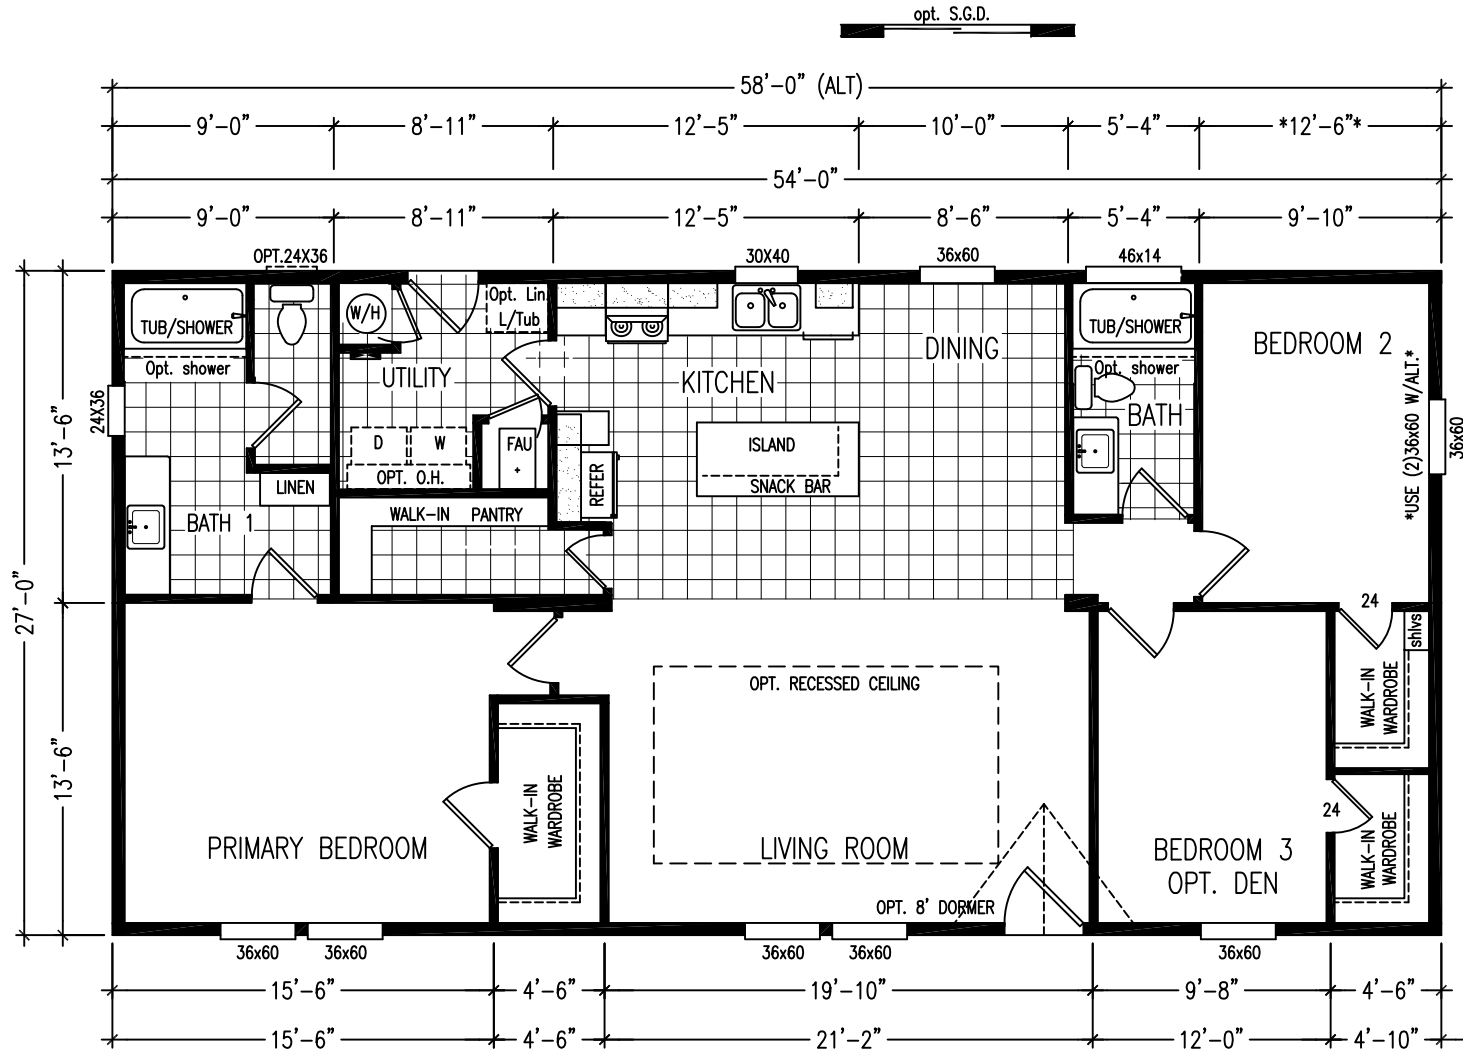 opt. S.G.D.
58'-0" (ALT)
9'-0" 8'-11" 12'-5" 10'-0" 5'-4" *12'-6"*
54'-0"
9'-0" 8'-11" 12'-5" 8'-6" 5'-4" 9'-10"
OPT.24X36 30X40 36x60 46x14
TUB/SHOWER
Opt. shower
W/H
Opt. Lin.
L/Tub
UTILITY
D W
OPT. O.H.
FAU
KITCHEN
DINING
ISLAND
SNACK BAR
REFER
TUB/SHOWER
Opt. shower
BATH
BEDROOM 2
*USE (2)36x60 W/ALT.*
36x60
24X36
LINEN
BATH 1
WALK-IN PANTRY
27'-0"
13'-6"
13'-6"
24
shlvs
WALK-IN
WARDROBE
OPT. RECESSED CEILING
WALK-IN
WARDROBE
PRIMARY BEDROOM
LIVING ROOM
OPT. 8' DORMER
BEDROOM 3
OPT. DEN
24
WALK-IN
WARDROBE
36x60 36x60 36x60 36x60 36x60
15'-6" 4'-6" 19'-10" 9'-8" 4'-6"
15'-6" 4'-6" 21'-2" 12'-0" 4'-10"